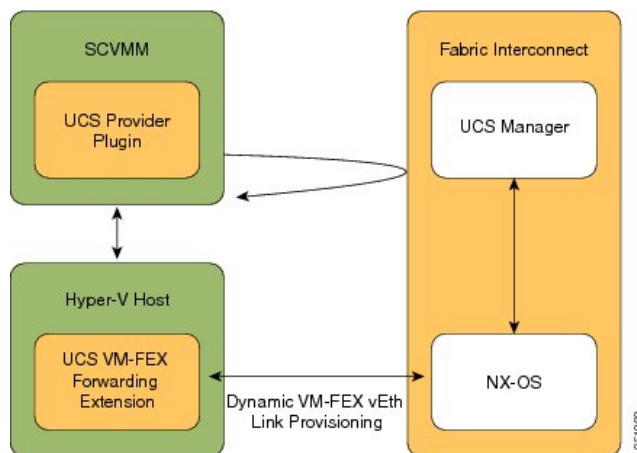 SCVMM
UCS Provider
Plugin
Fabric Interconnect
UCS Manager
Hyper-V Host
UCS VM-FEX
Forwarding
Extension
Dynamic VM-FEX vEth
Link Provisioning
NX-OS